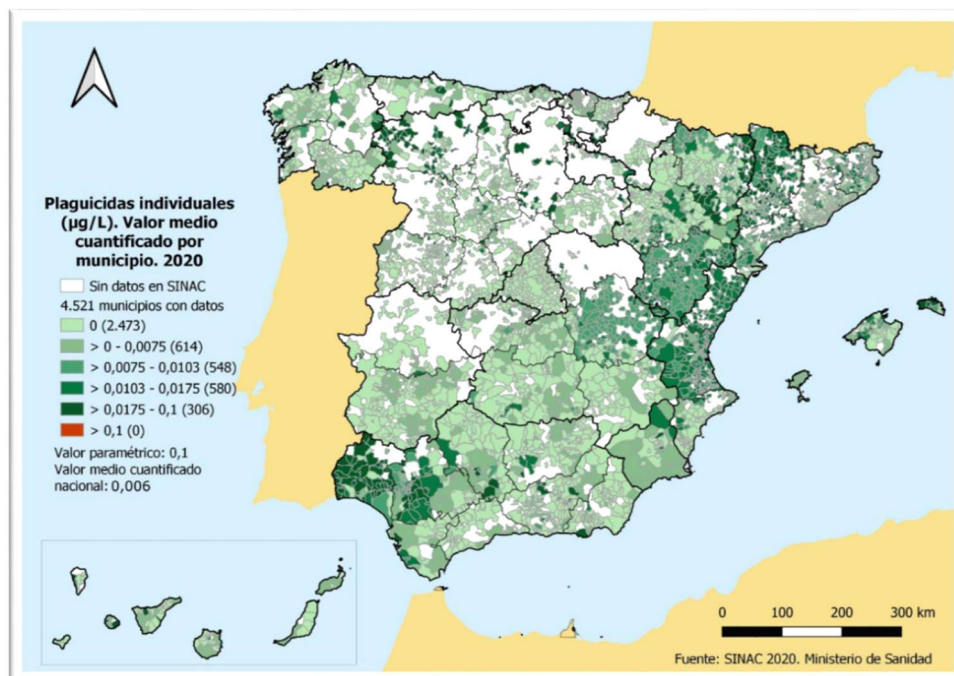 Plaguicidas individuales
(µg/L). Valor medio
cuantificado por
municipio. 2020
Sin datos en SINAC
4.521 municipios con datos
0 (2.473)
> 0 - 0,0075 (614)
> 0,0075 - 0,0103 (548)
> 0,0103 - 0,0175 (580)
> 0,0175 - 0,1 (306)
> 0,1 (0)
Valor paramétrico: 0,1
Valor medio cuantificado
nacional: 0,006
0 100 200 300 km
Fuente: SINAC 2020. Ministerio de Sanidad